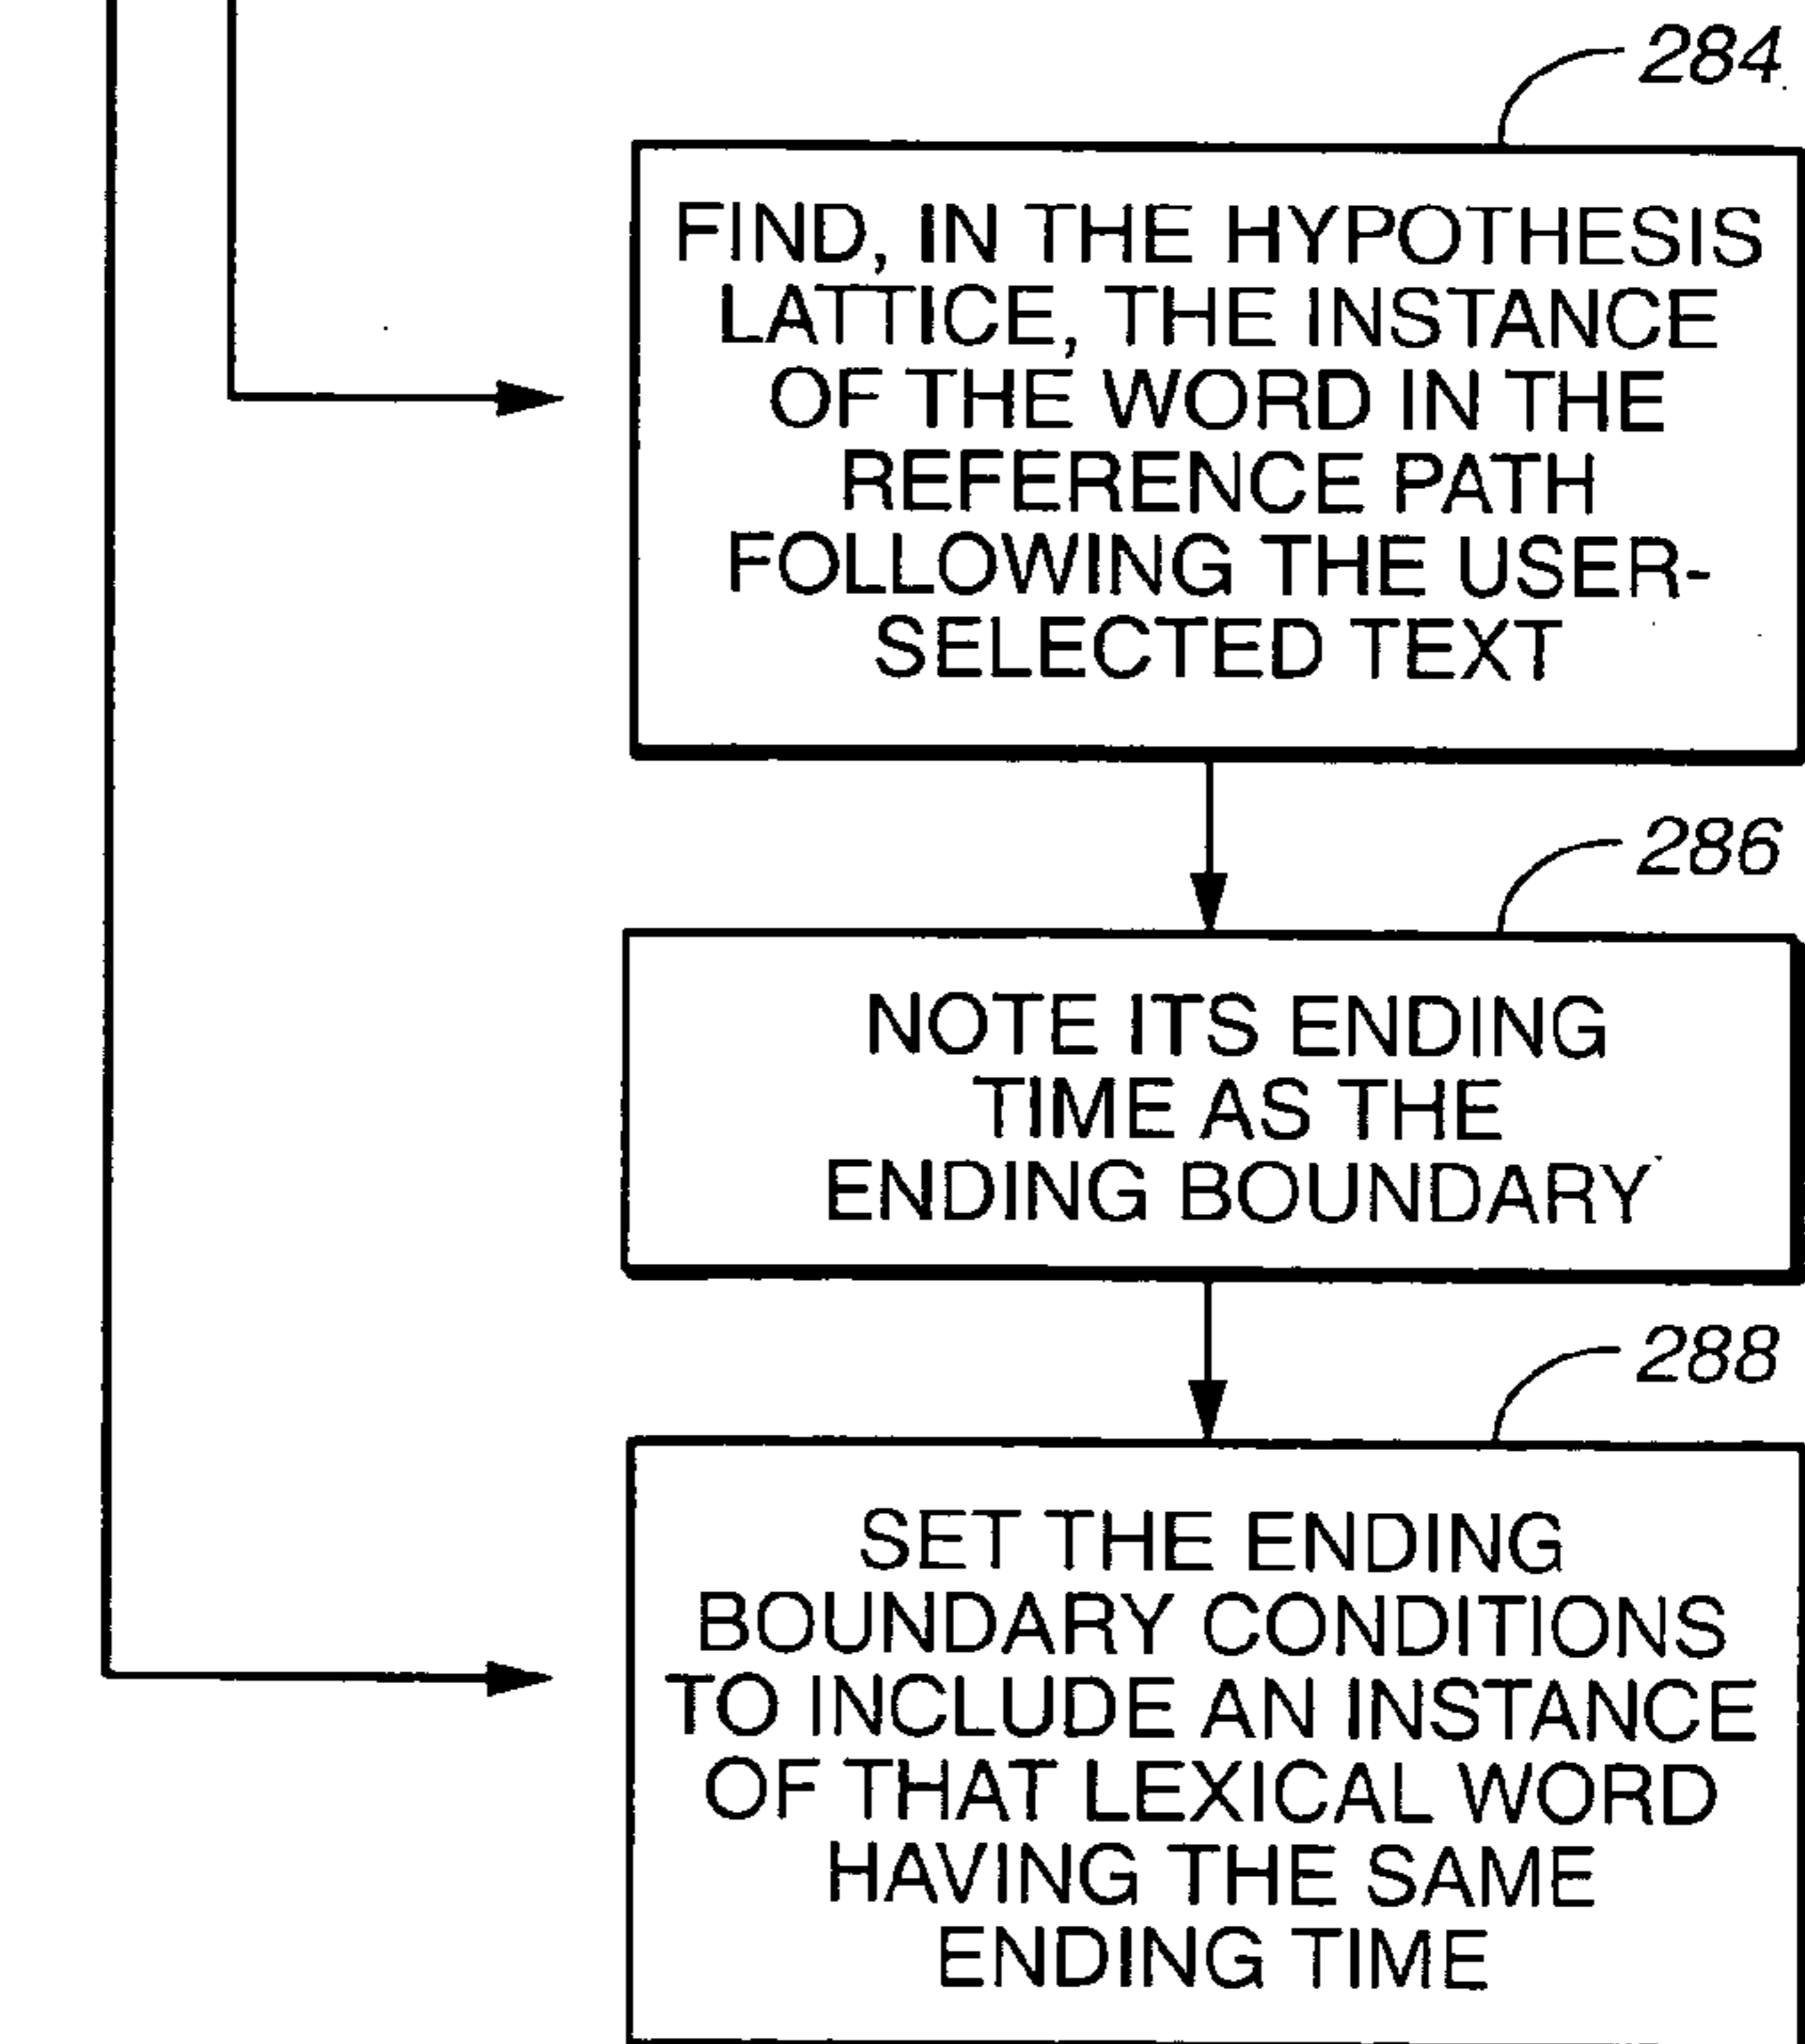 284
FIND, IN THE HYPOTHESIS
LATTICE, THE INSTANCE
OF THE WORD IN THE
REFERENCE PATH
FOLLOWING THE USER-
SELECTED TEXT
286
NOTE ITS ENDING
TIME AS THE
ENDING BOUNDARY
288
SET THE ENDING
BOUNDARY CONDITIONS
TO INCLUDE AN INSTANCE
OF THAT LEXICAL WORD
HAVING THE SAME
ENDING TIME